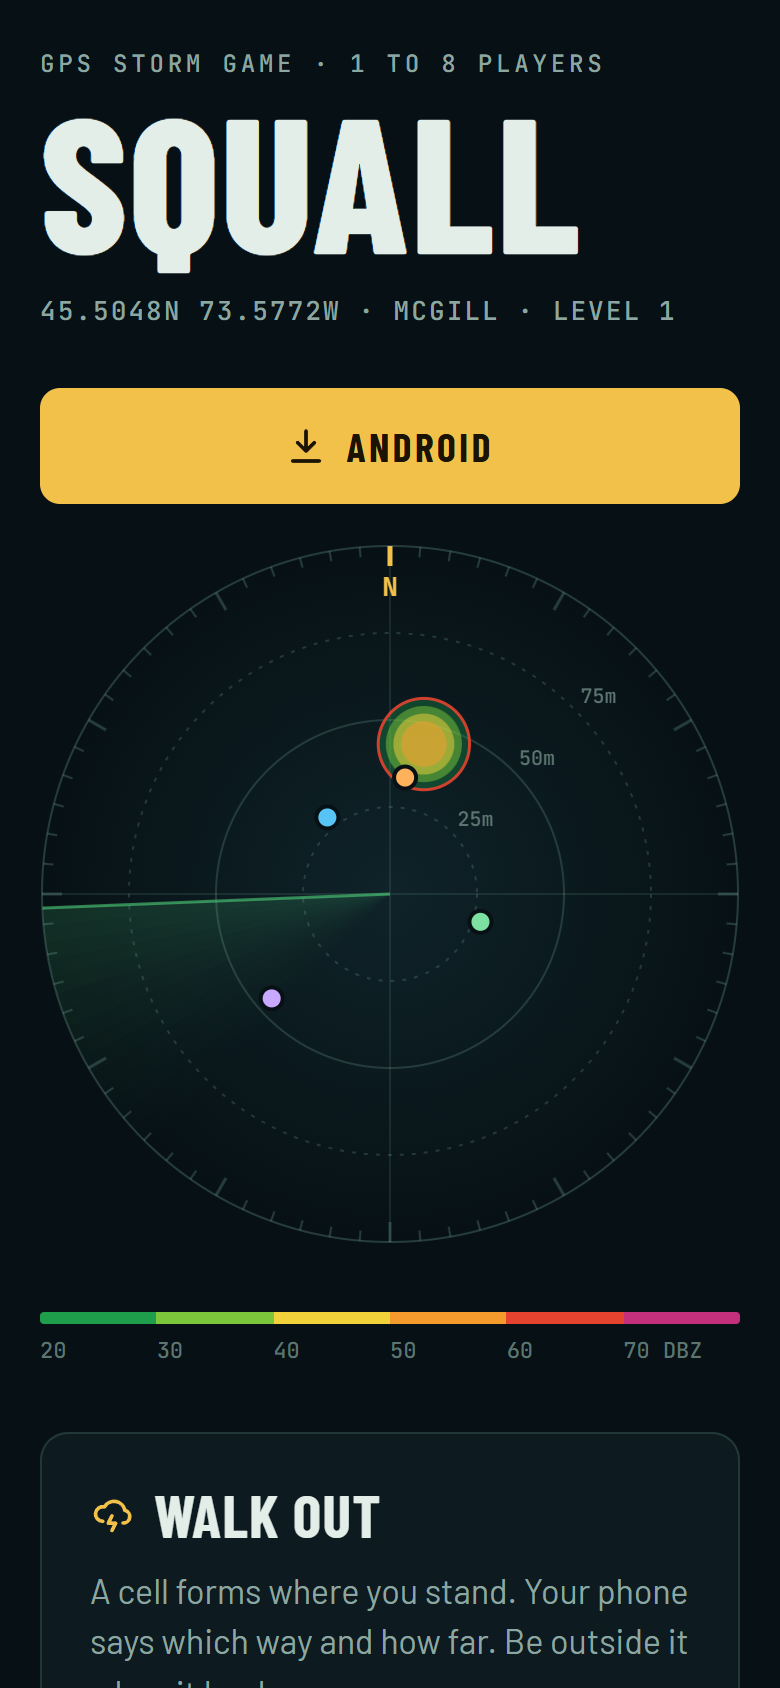 GPS STORM GAME · 1 TO 8 PLAYERS
SQUALL
45.5048N 73.5772W · MCGILL · LEVEL 1
ANDROID
N
75m
50m
25m
20 30 40 50 60 70 DBZ
WALK OUT
A cell forms where you stand. Your phone
says which way and how far. Be outside it